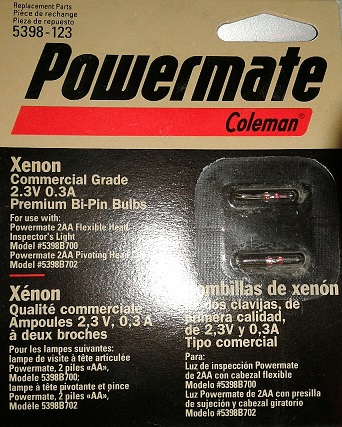 Replacement Parts
Pièce de rechange
Pieza de repuesto
5398-123
Powermate
Coleman®
Xenon
Commercial Grade
2.3V 0.3A
Premium Bi-Pin Bulbs
For use with:
Powermate 2AA Flexible Head
Inspector's Light
Model #5398B700
Powermate 2AA Pivoting Head
Model #5398B702
Xénon
Qualité commerciale
Ampoules 2,3 V, 0,3 A
à deux broches
Pour les lampes suivantes:
lampe de visite à tête articulée
Powermate, 2 piles «AA»,
Modèle 5398B700;
lampe à tête pivotante et pince
Powermate, 2 piles «AA»,
Modèle 5398B702
ombillas de xenón
dos clavijas, de
primera calidad,
de 2,3V y 0,3A
Tipo comercial
Para:
Luz de inspección Powermate
de 2AA con cabezal flexible
Modelo #5398B700
Luz Powermate de 2AA con presilla
de sujeción y cabezal giratorio
Modelo #5398B702